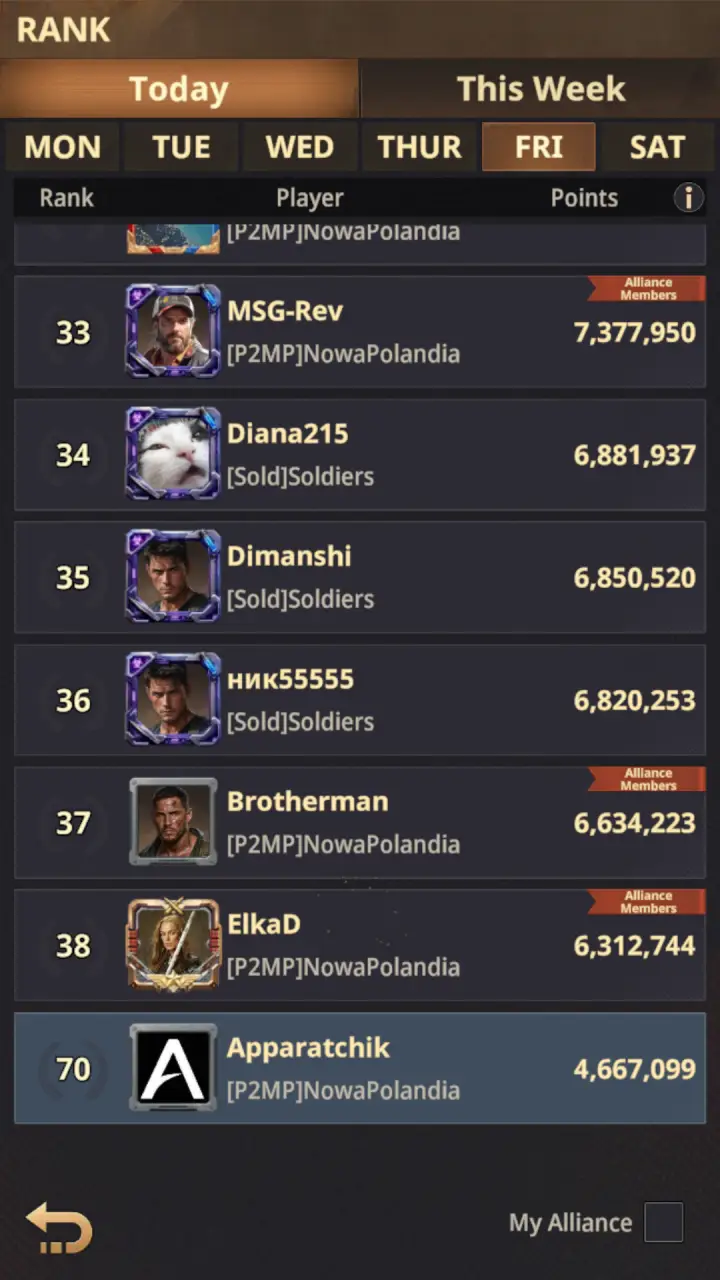 RANK
Today
This Week
MON
TUE
WED
THUR
FRI
SAT
Rank
Player
Points
[P2MP]NowaPolandia
33
MSG-Rev
[P2MP]NowaPolandia
Alliance
Members
7,377,950
34
Diana215
[Sold]Soldiers
6,881,937
35
Dimanshi
[Sold]Soldiers
6,850,520
36
ник55555
[Sold]Soldiers
6,820,253
37
Brotherman
[P2MP]NowaPolandia
Alliance
Members
6,634,223
38
ElkaD
[P2MP]NowaPolandia
Alliance
Members
6,312,744
70
Apparatchik
[P2MP]NowaPolandia
4,667,099
My Alliance